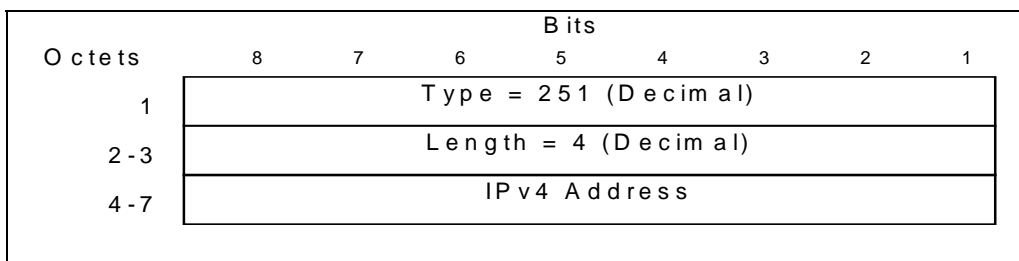 Bits
Octets 8 7 6 5 4 3 2 1
1 Type = 251 (Decimal)
2-3 Length = 4 (Decimal)
4-7 IPv4 Address